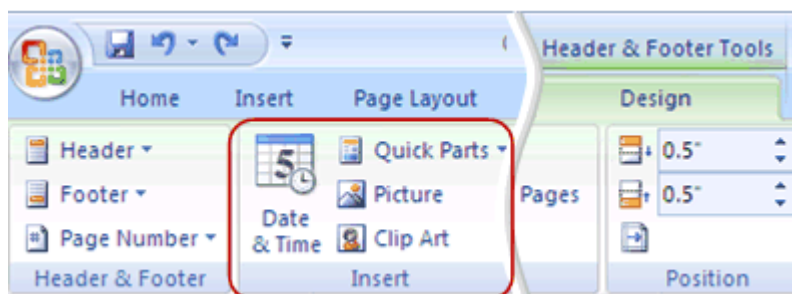 Header & Footer Tools
Home Insert Page Layout Design
Header
Footer
Page Number
Header & Footer
5
Date
& Time
Quick Parts
Picture
Clip Art
Insert
Pages
0.5"
0.5"
Position